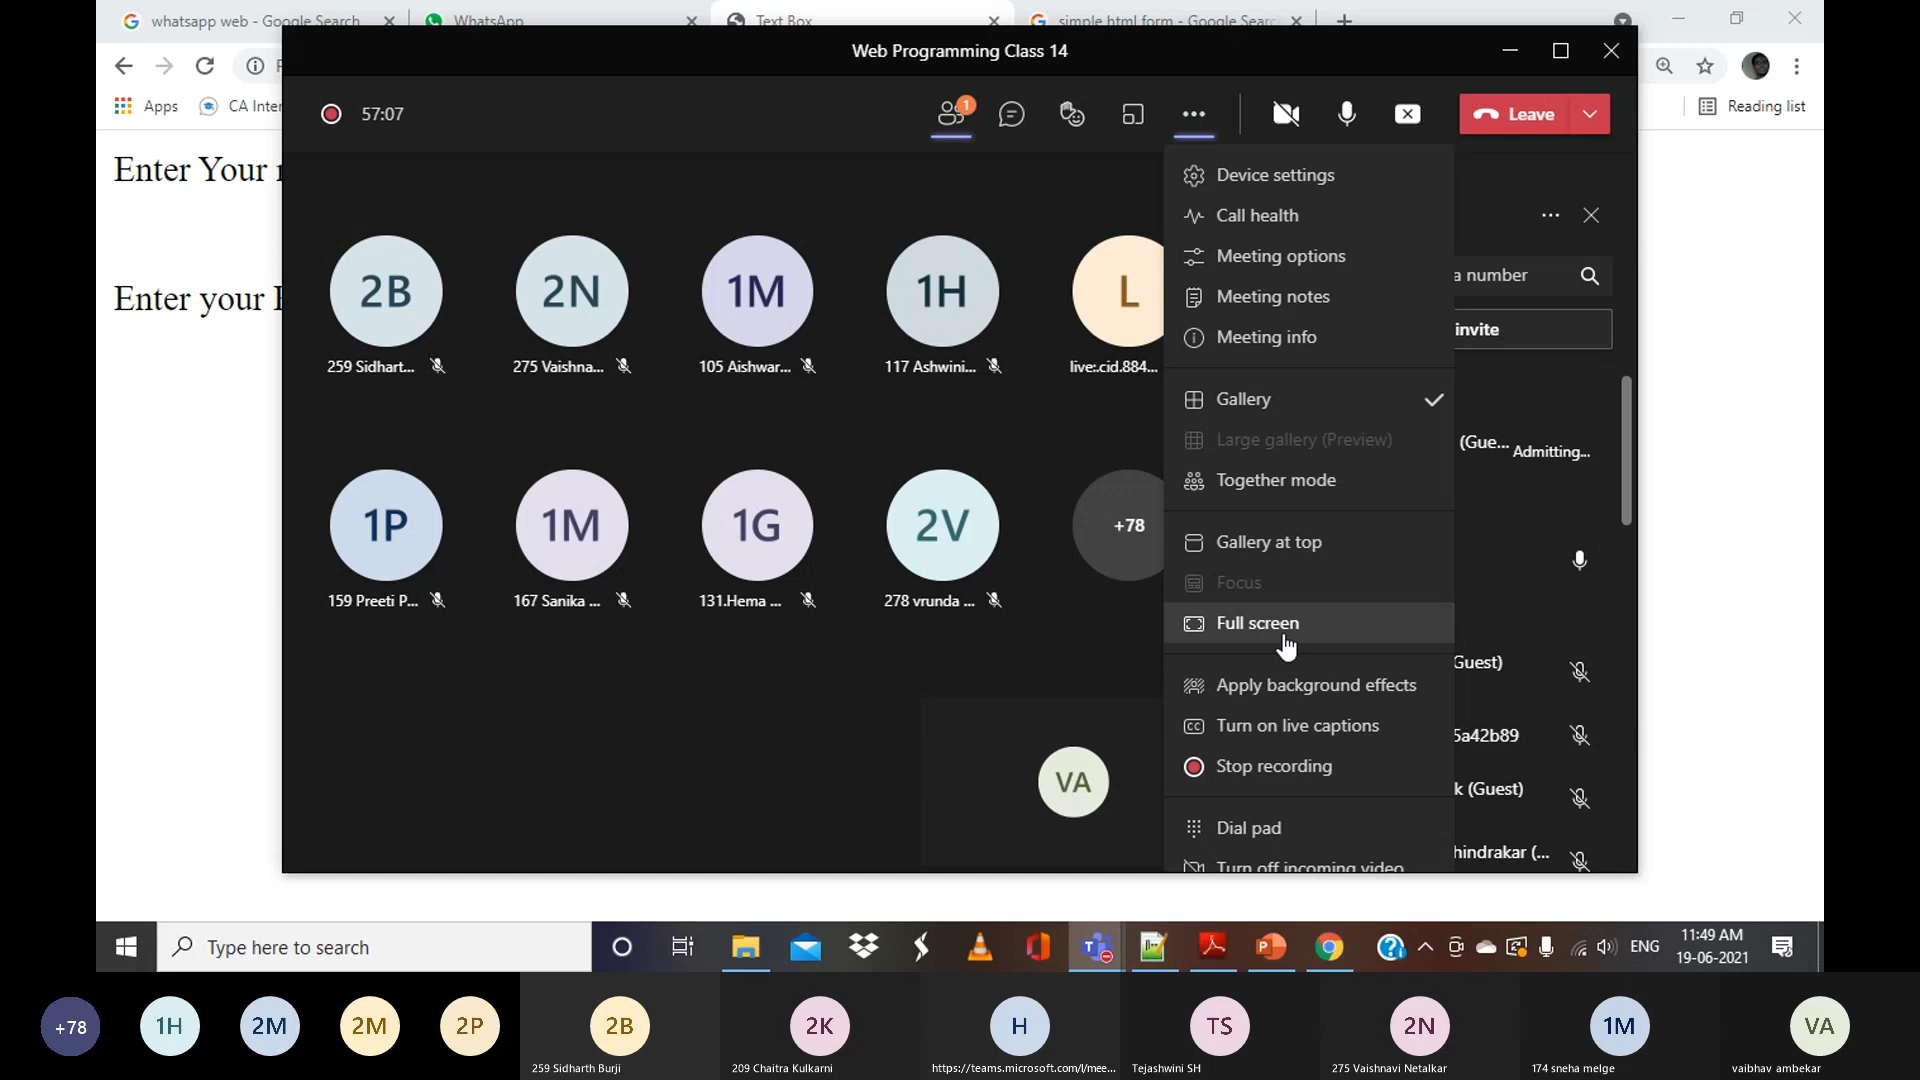 whatsapp web - Google Search
WhatsApp
Text Box
simple html form - Google Searc
Web Programming Class 14
Apps
CA Inter
Reading list
57:07
1
Leave
Enter Your
Enter your
Device settings
Call health
Meeting options
Meeting notes
Meeting info
Gallery
Large gallery (Preview)
Together mode
Gallery at top
Focus
Full screen
Apply background effects
Turn on live captions
Stop recording
Dial pad
Turn off incoming video
a number
invite
(Gue... Admitting...
Guest)
5a42b89
k (Guest)
hindrakar (...
2B
2N
1M
1H
L
259 Sidhart...
275 Vaishna...
105 Aishwar...
117 Ashwini...
live:.cid.884...
1P
1M
1G
2V
+78
159 Preeti P...
167 Sanika ...
131.Hema ...
278 vrunda ...
VA
Type here to search
ENG
11:49 AM
19-06-2021
+78
1H
2M
2M
2P
2B
2K
H
TS
2N
1M
VA
259 Sidharth Burji
209 Chaitra Kulkarni
https://teams.microsoft.com/l/mee...
Tejashwini SH
275 Vaishnavi Netalkar
174 sneha melge
vaibhav ambekar